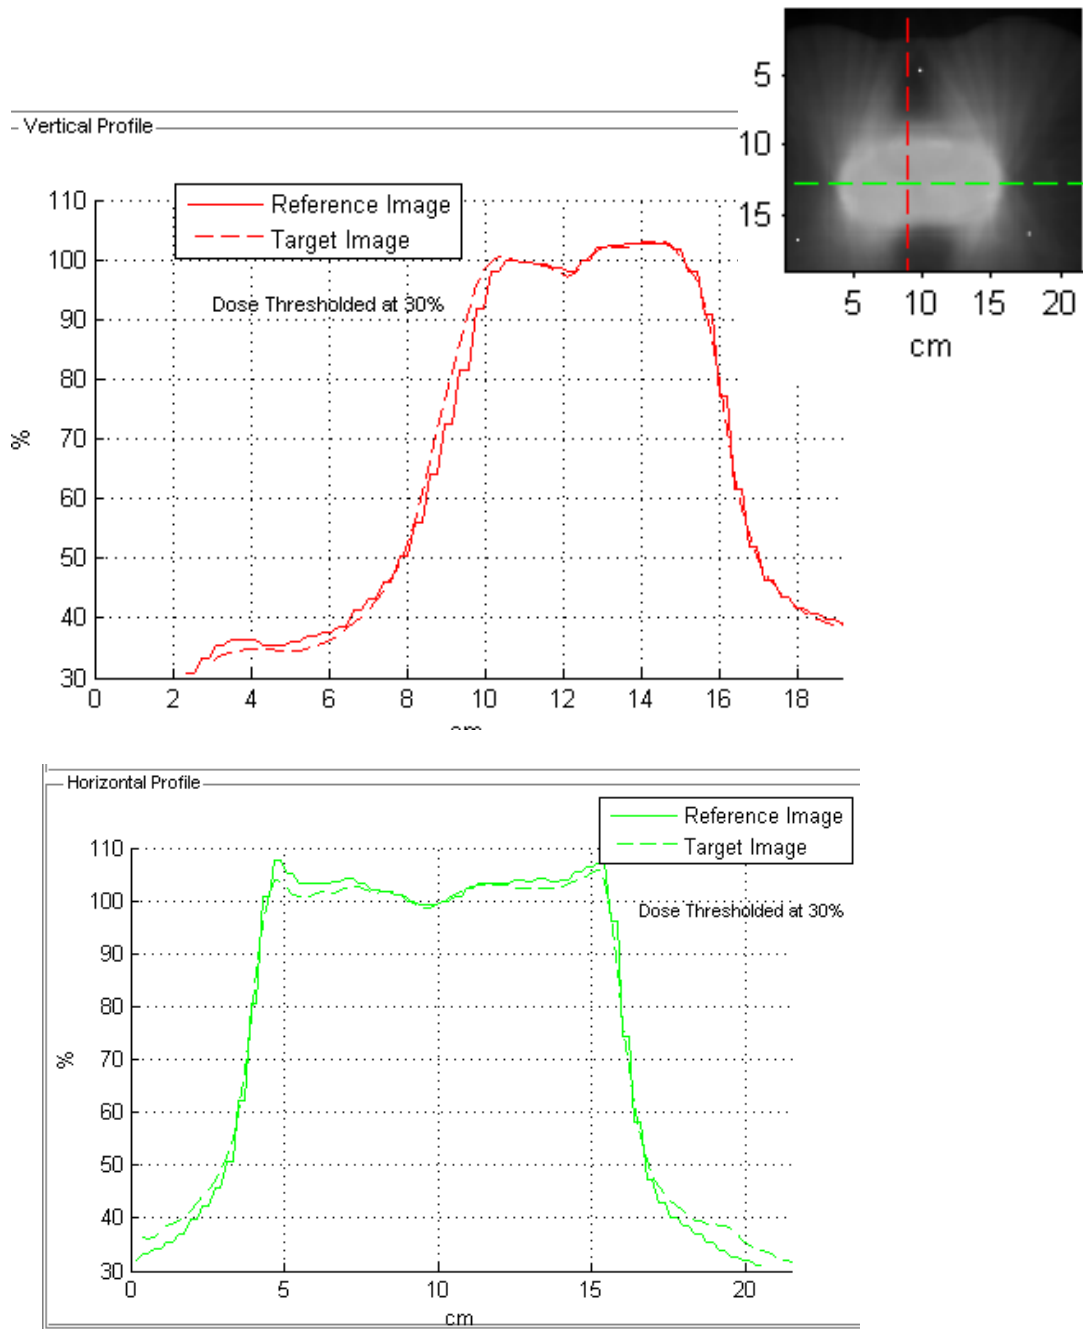 5
10
15
5 10 15 20
cm
Vertical Profile
Reference Image
Target Image
Dose Thresholded at 30%
110
100
90
80
70
60
50
40
30
%
0 2 4 6 8 10 12 14 16 18
Horizontal Profile
Reference Image
Target Image
Dose Thresholded at 30%
110
100
90
80
70
60
50
40
30
%
0 5 10 15 20
cm